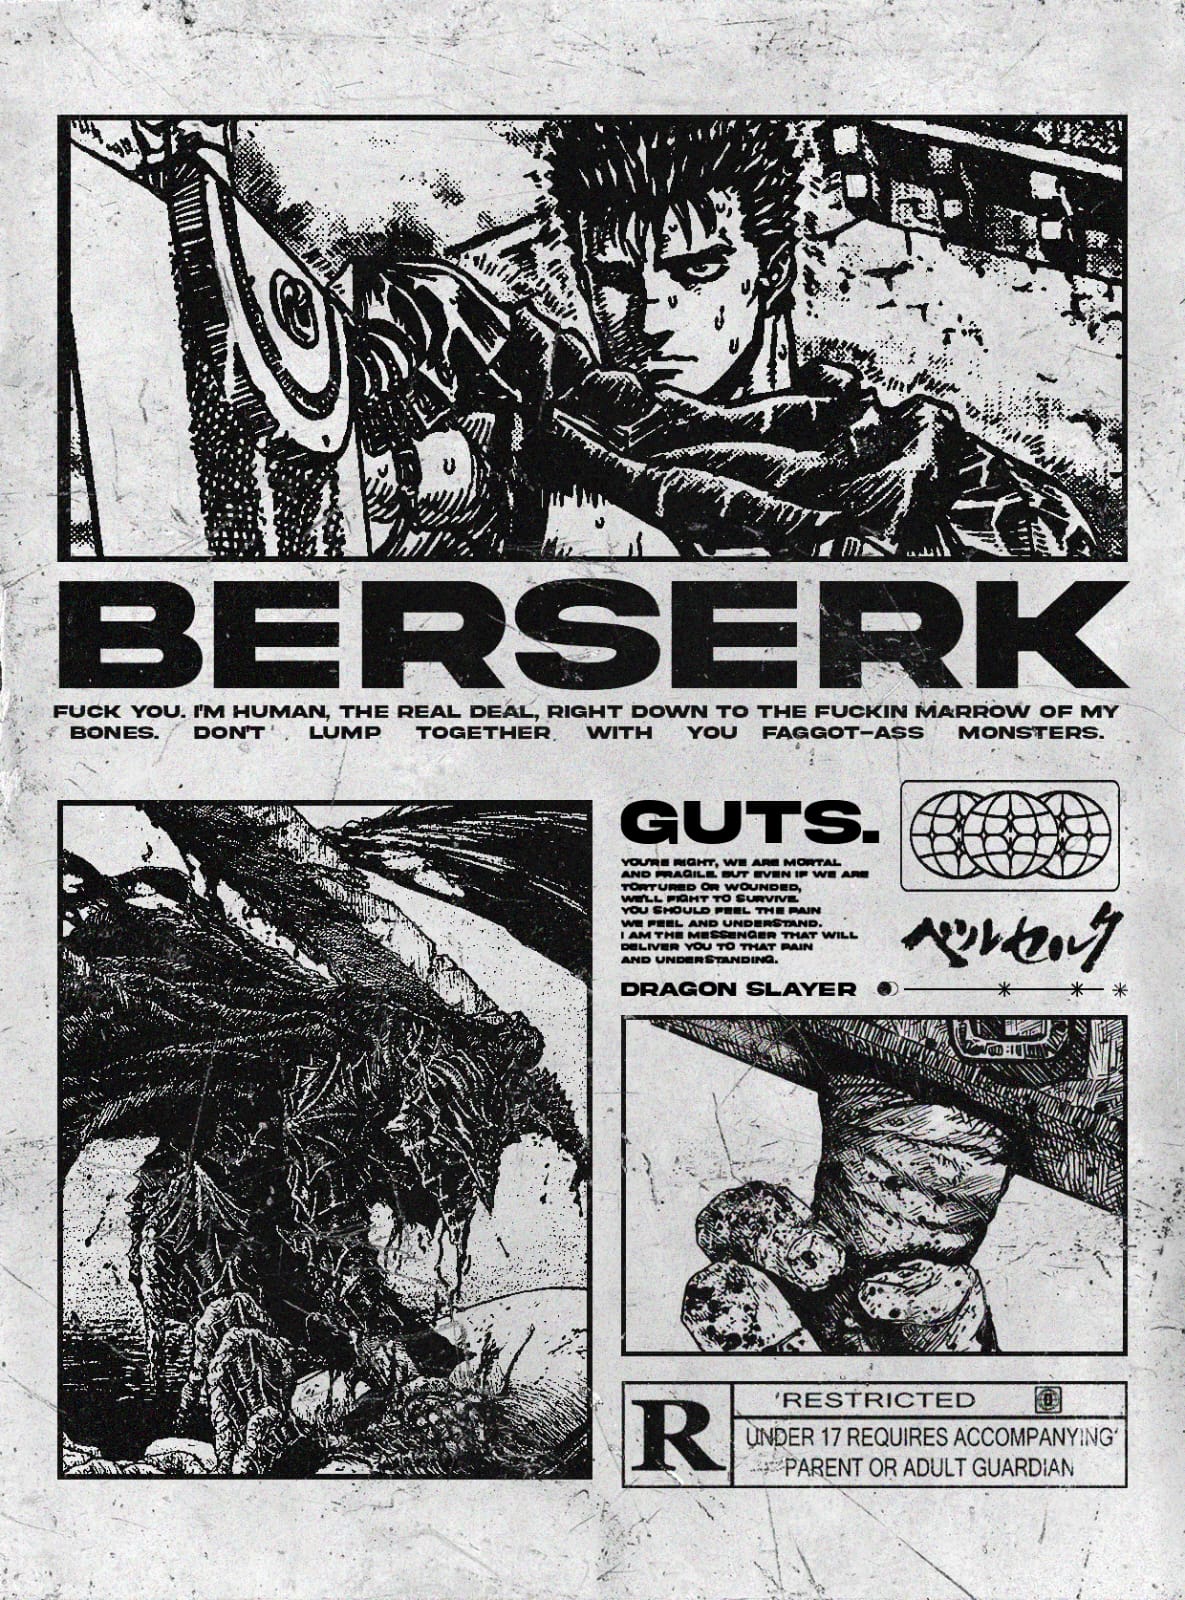 BERSERK
FUCK YOU. I'M HUMAN, THE REAL DEAL, RIGHT DOWN TO THE FUCKIN MARROW OF MY
BONES. DON'T LUMP TOGETHER WITH YOU FAGGOT-ASS MONSTERS.
GUTS.
YOU'RE RIGHT, WE ARE MORTAL
AND FRAGILE. BUT EVEN IF WE ARE
TORTURED OR WOUNDED,
WE'LL FIGHT TO SURVIVE.
YOU SHOULD FEEL THE PAIN
WE FEEL AND UNDERSTAND.
I AM THE MESSENGER THAT WILL
DELIVER YOU TO THAT PAIN
AND UNDERSTANDING.
ベルセルク
DRAGON SLAYER
R
'RESTRICTED
UNDER 17 REQUIRES ACCOMPANYING'
PARENT OR ADULT GUARDIAN